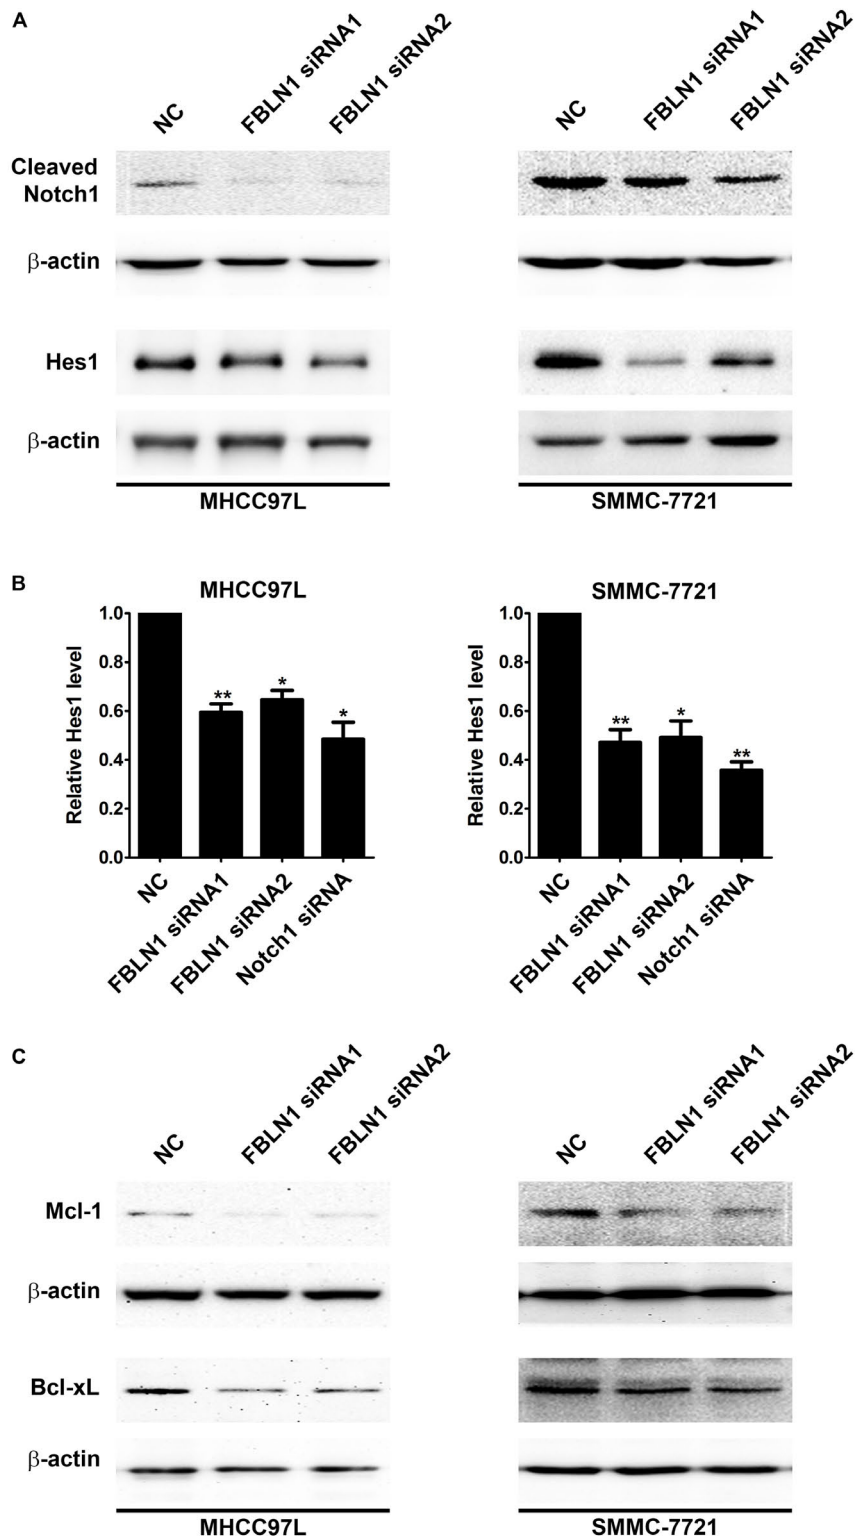 A
NC
FBLN1 siRNA1
FBLN1 siRNA2
NC
FBLN1 siRNA1
FBLN1 siRNA2
Cleaved
Notch1
β-actin
Hes1
β-actin
MHCC97L
SMMC-7721
B
MHCC97L
Relative Hes1 level
1.0
0.8
0.6
0.4
0.2
0.0
**
*
*
NC
FBLN1 siRNA1
FBLN1 siRNA2
Notch1 siRNA
SMMC-7721
Relative Hes1 level
1.0
0.8
0.6
0.4
0.2
0.0
**
*
**
NC
FBLN1 siRNA1
FBLN1 siRNA2
Notch1 siRNA
C
NC
FBLN1 siRNA1
FBLN1 siRNA2
NC
FBLN1 siRNA1
FBLN1 siRNA2
Mcl-1
β-actin
Bcl-xL
β-actin
MHCC97L
SMMC-7721